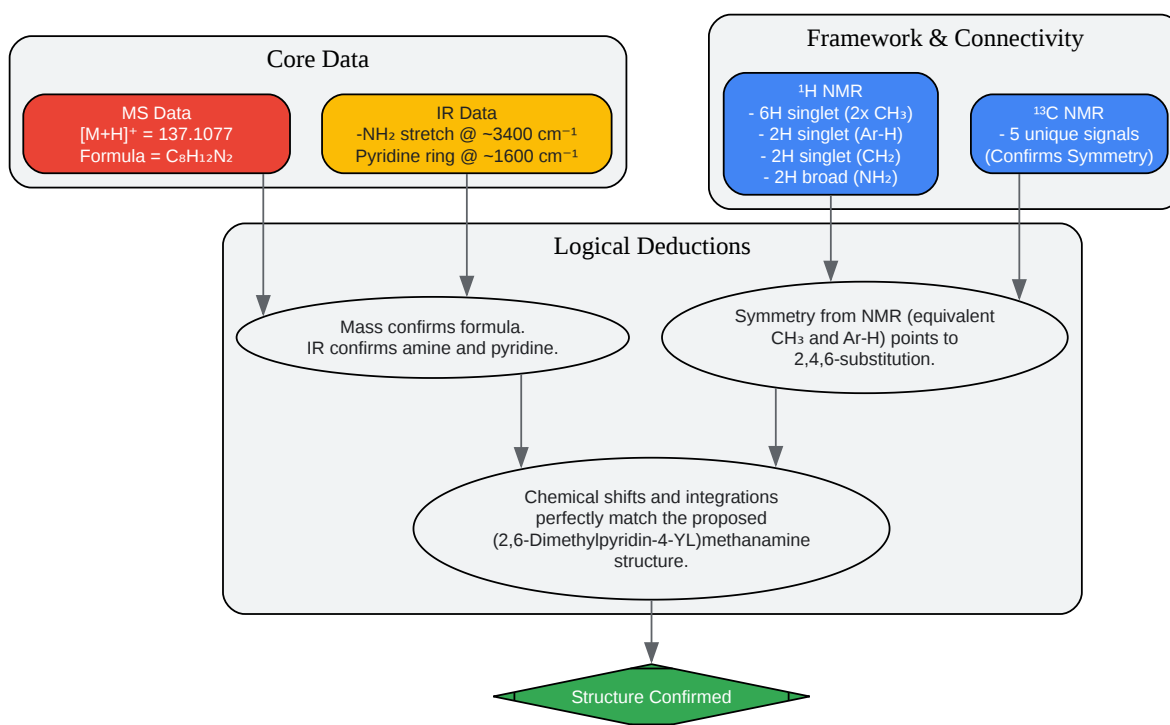 Core Data
MS Data
[M+H]⁺ = 137.1077
Formula = C₈H₁₂N₂
IR Data
-NH₂ stretch @ ~3400 cm⁻¹
Pyridine ring @ ~1600 cm⁻¹
Framework & Connectivity
¹H NMR
- 6H singlet (2x CH₃)
- 2H singlet (Ar-H)
- 2H singlet (CH₂)
- 2H broad (NH₂)
¹³C NMR
- 5 unique signals
(Confirms Symmetry)
Logical Deductions
Mass confirms formula.
IR confirms amine and pyridine.
Symmetry from NMR (equivalent
CH₃ and Ar-H) points to
2,4,6-substitution.
Chemical shifts and integrations
perfectly match the proposed
(2,6-Dimethylpyridin-4-YL)methanamine
structure.
Structure Confirmed